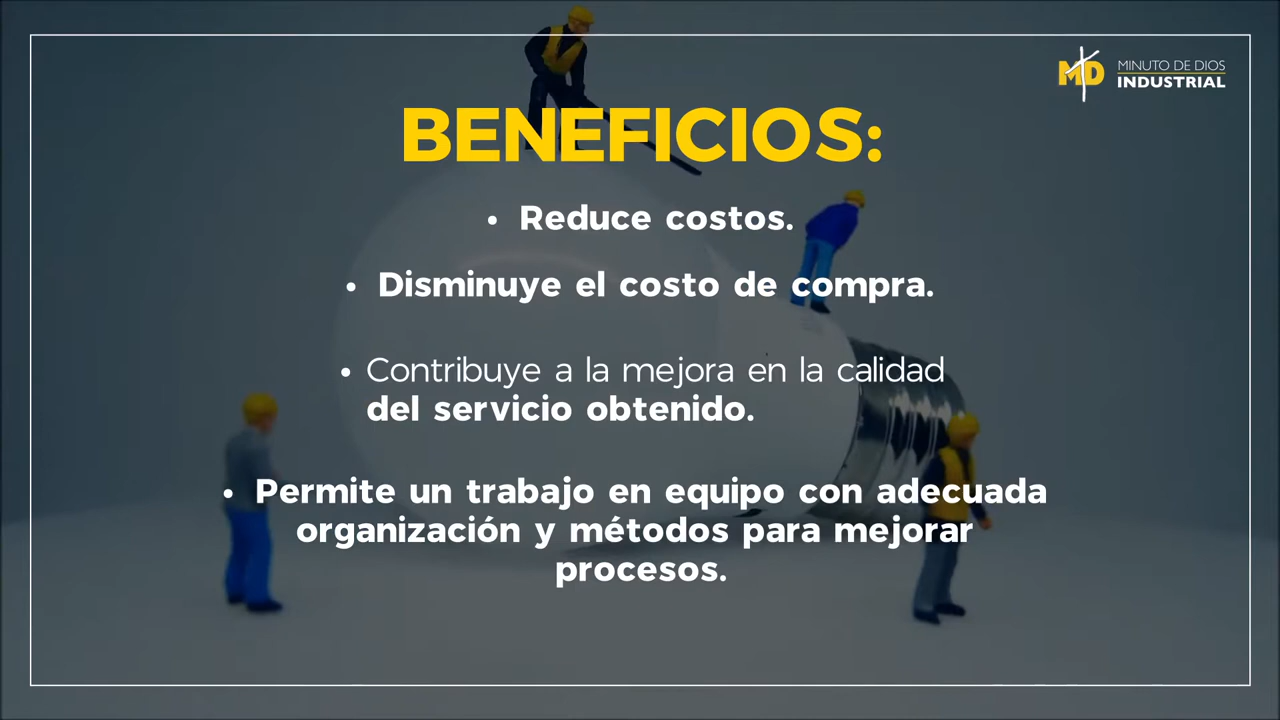 MD MINUTO DE DIOS
INDUSTRIAL
BENEFICIOS:
• Reduce costos.
• Disminuye el costo de compra.
• Contribuye a la mejora en la calidad
del servicio obtenido.
• Permite un trabajo en equipo con adecuada
organización y métodos para mejorar
procesos.